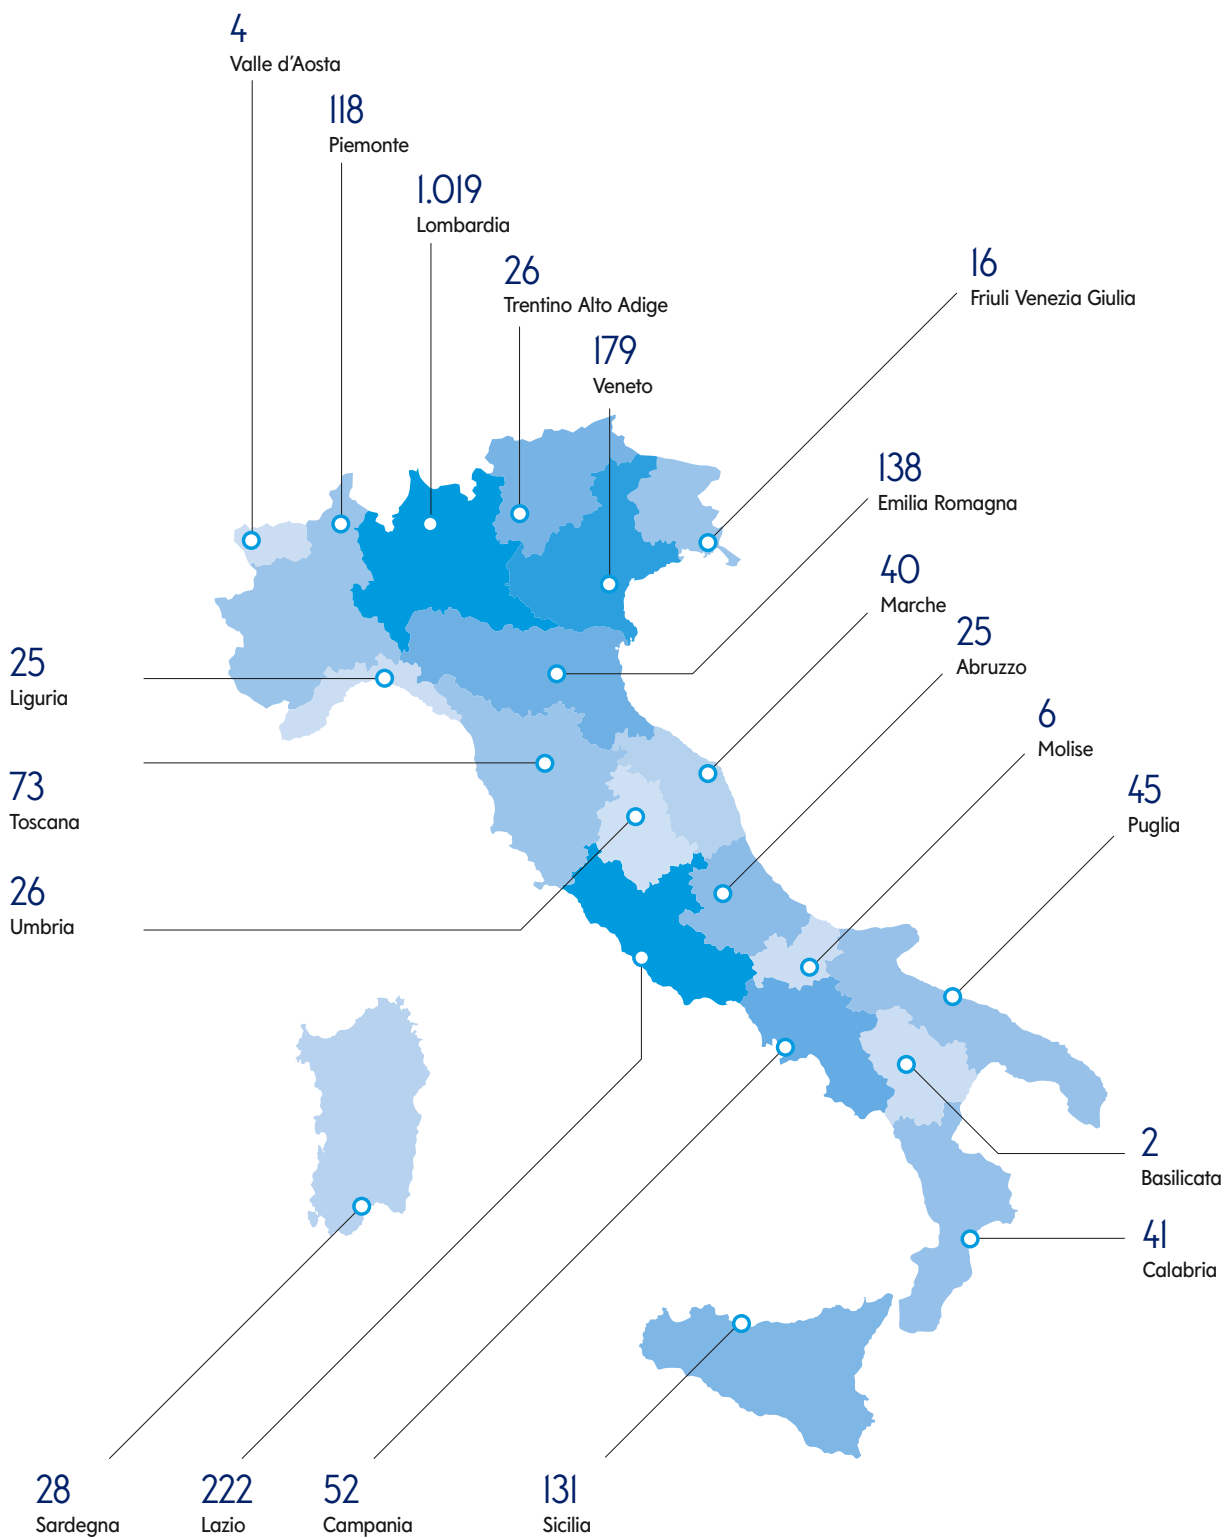 4
Valle d'Aosta
118
Piemonte
1.019
Lombardia
26
Trentino Alto Adige
179
Veneto
16
Friuli Venezia Giulia
138
Emilia Romagna
40
Marche
25
Abruzzo
6
Molise
45
Puglia
25
Liguria
73
Toscana
26
Umbria
2
Basilicata
41
Calabria
28
Sardegna
222
Lazio
52
Campania
131
Sicilia